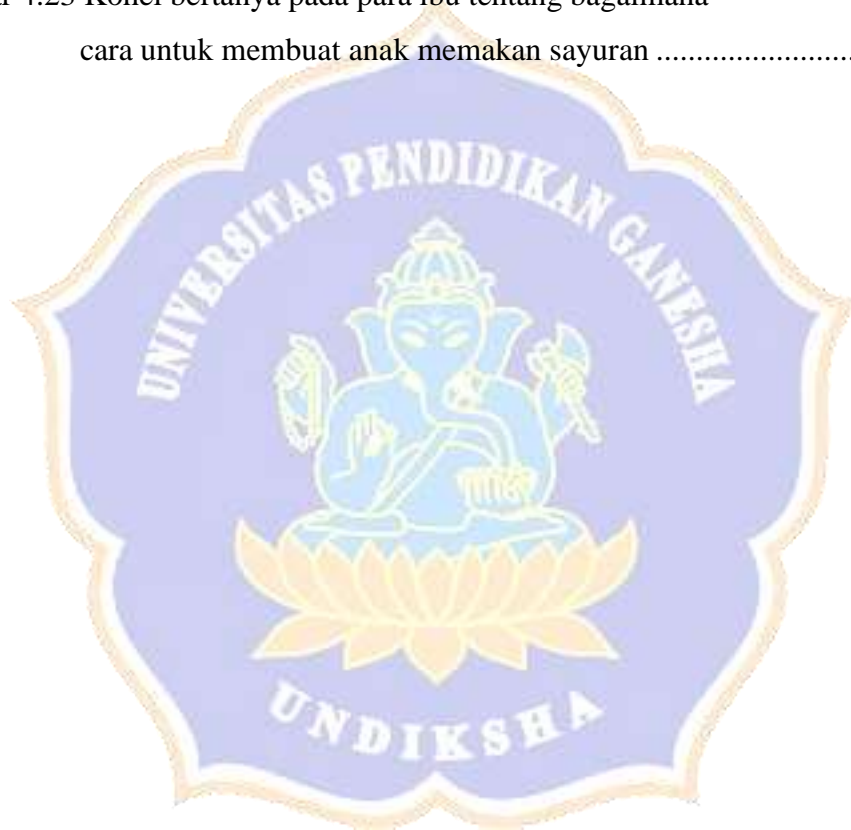 4.23 Kohei bertanya pada para ibu tentang bagaimana
cara untuk membuat anak memakan sayuran ..........................
UNIVERSITAS PENDIDIKAN GANESHA
UNDIKSHA